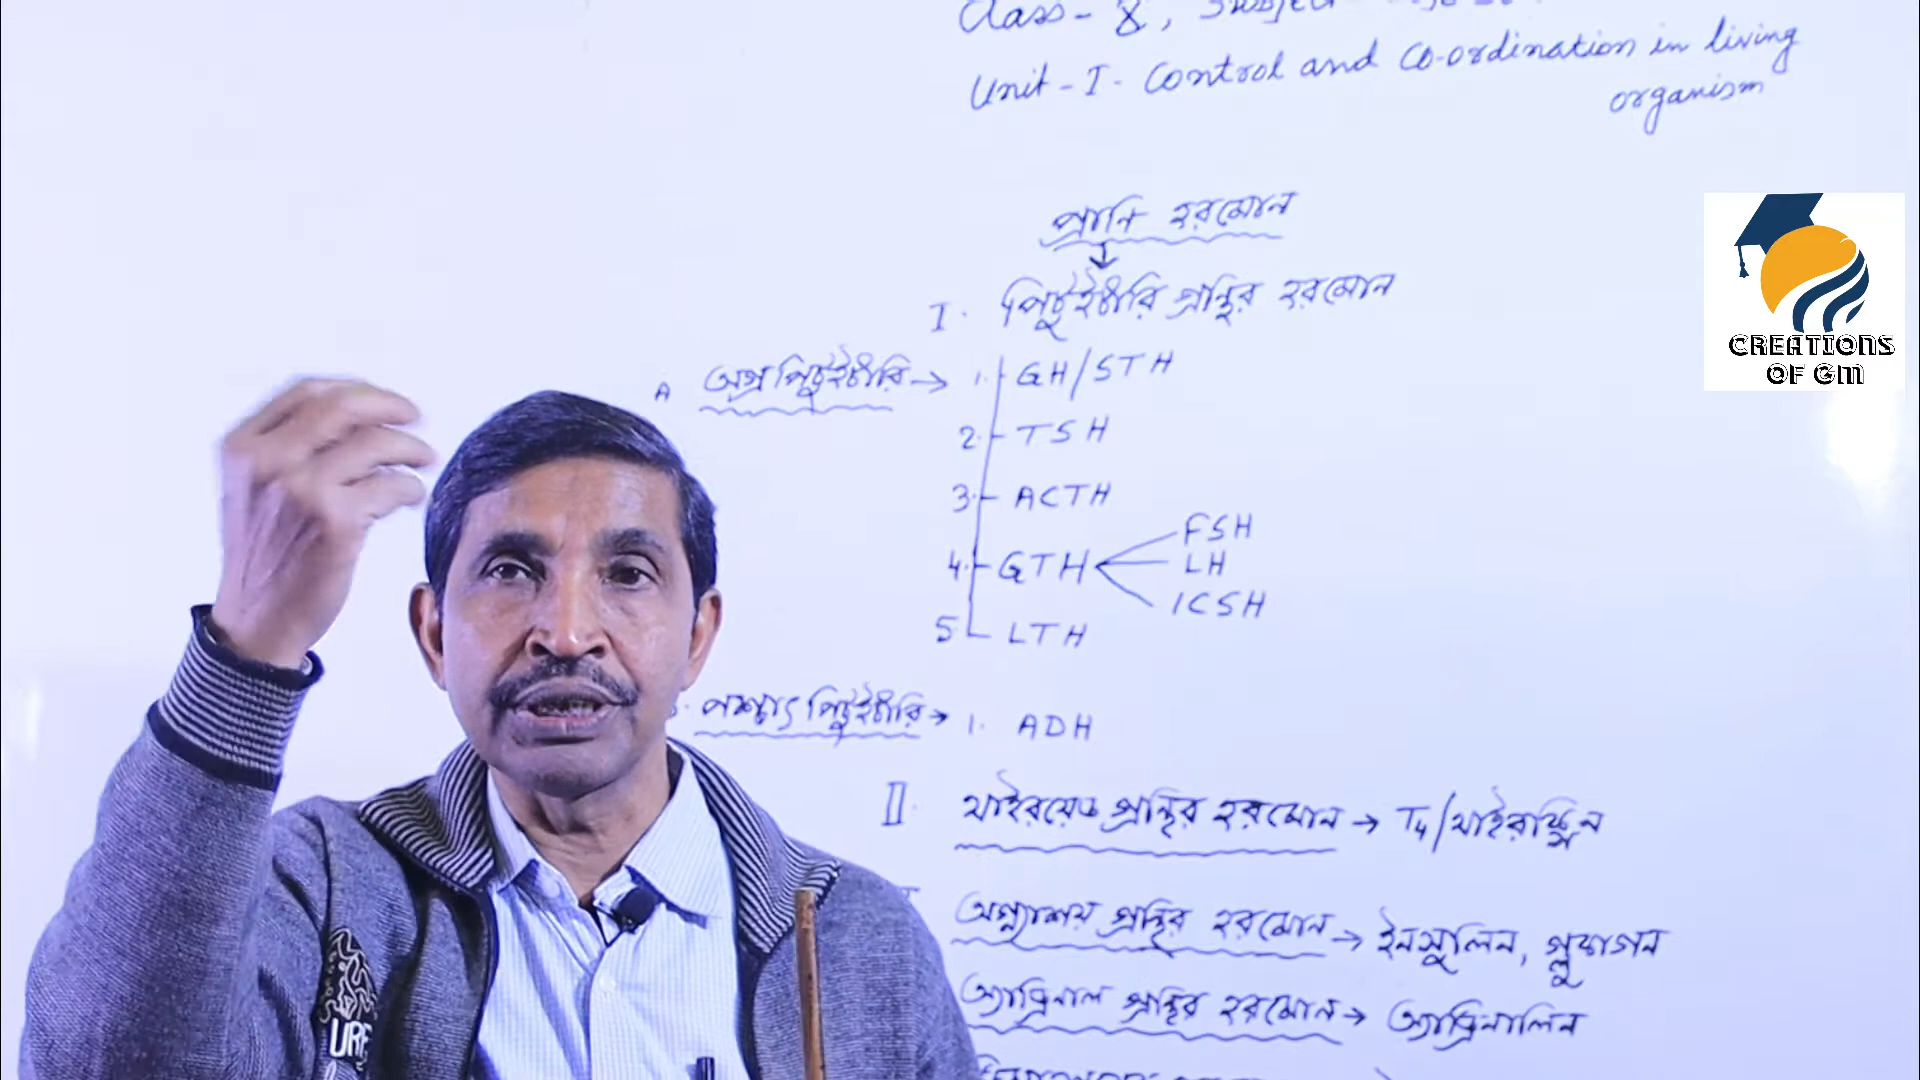 Class - 8, Subject
Unit - I - Control and Co-ordination in living
organism
প্রাণী হরমোন
I. পিটুইটারি গ্রন্থির হরমোন
A অগ্র পিটুইটারি → 1. GH/STH
2. TSH
3. ACTH
4. GTH FSH
LH
ICSH
5 LTH
পশ্চাৎ পিটুইটারি → 1. ADH
II. থাইরয়েড গ্রন্থির হরমোন → T4/থাইরক্সিন
অগ্ন্যাশয় গ্রন্থির হরমোন → ইনসুলিন, গ্লুকাগন
অ্যাড্রিনাল গ্রন্থির হরমোন → অ্যাড্রিনালিন
CREATIONS
OF GM
URF